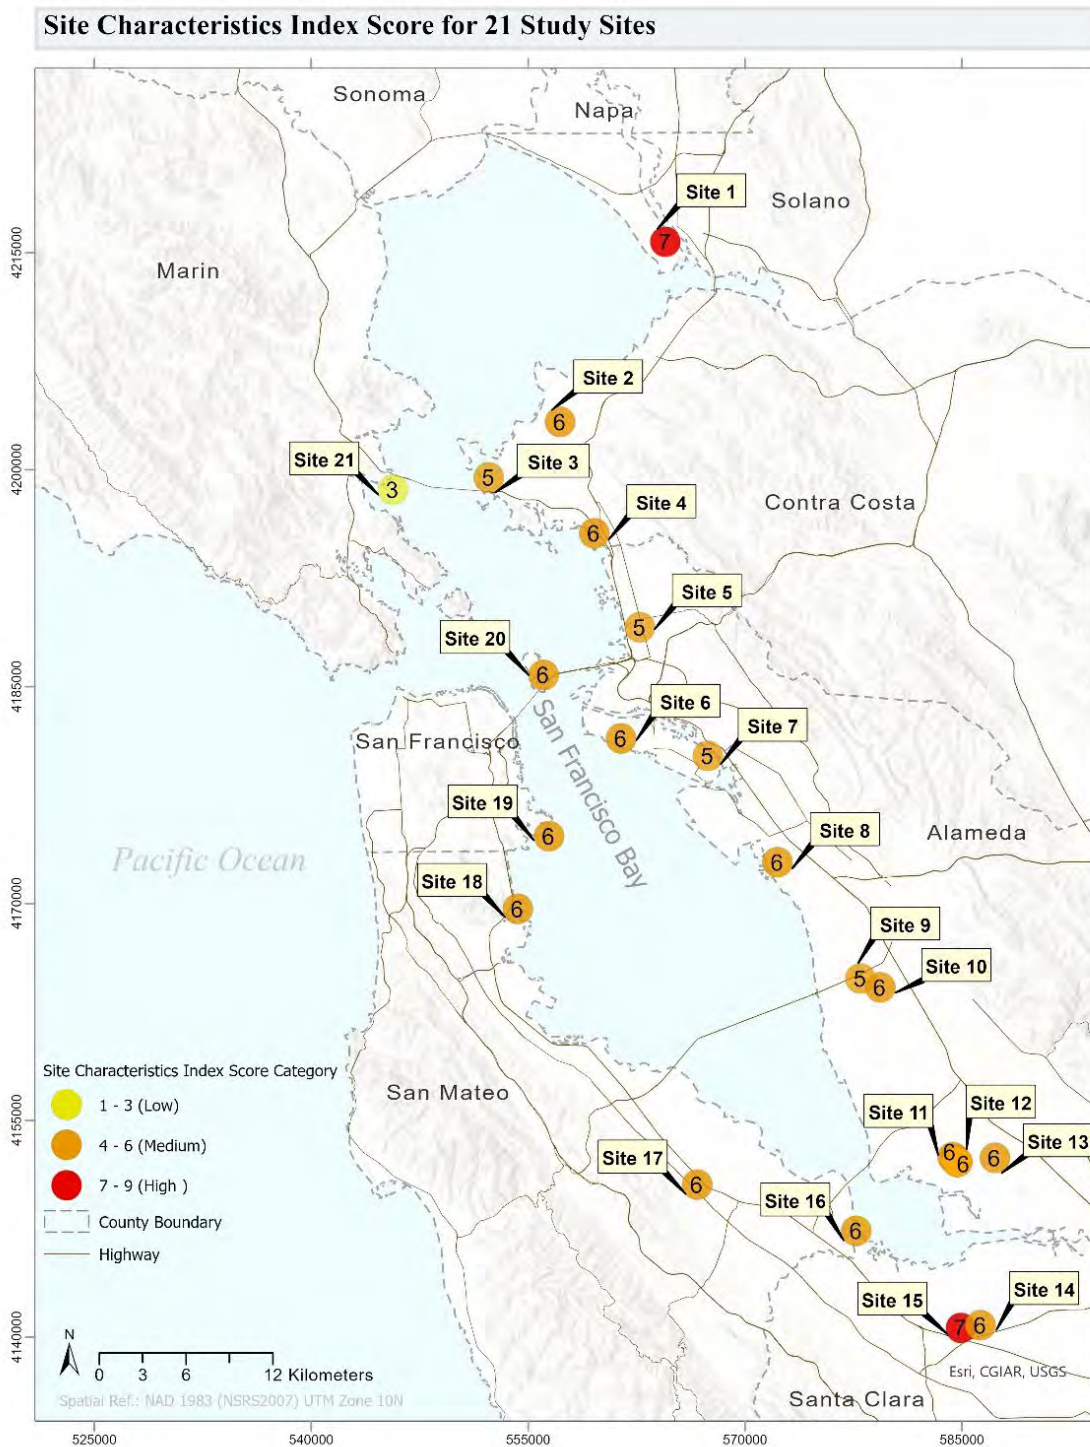 Site Characteristics Index Score for 21 Study Sites
Sonoma
Napa
Site 1
Solano
7
4215000
Marin
Site 2
6
Site 21
Site 3
4200000
5
3
Site 4
Contra Costa
6
Site 5
5
Site 20
6
4185000
Site 6
San Francisco Bay
Site 7
San Francisco
6
5
Site 19
Site 8
Alameda
6
Pacific Ocean
6
Site 18
4170000
6
Site 9
Site 10
5
6
Site Characteristics Index Score Category
San Mateo
1 - 3 (Low)
Site 12
Site 11
4155000
4 - 6 (Medium)
Site 13
6
6
6
Site 17
7 - 9 (High )
6
Site 16
County Boundary
6
Highway
Site 14
Site 15
7
6
4140000
N
0 3 6 12 Kilometers
Esri, CGIAR, USGS
Spatial Ref.: NAD 1983 (NSRS2007) UTM Zone 10N
Santa Clara
525000 540000 555000 570000 585000